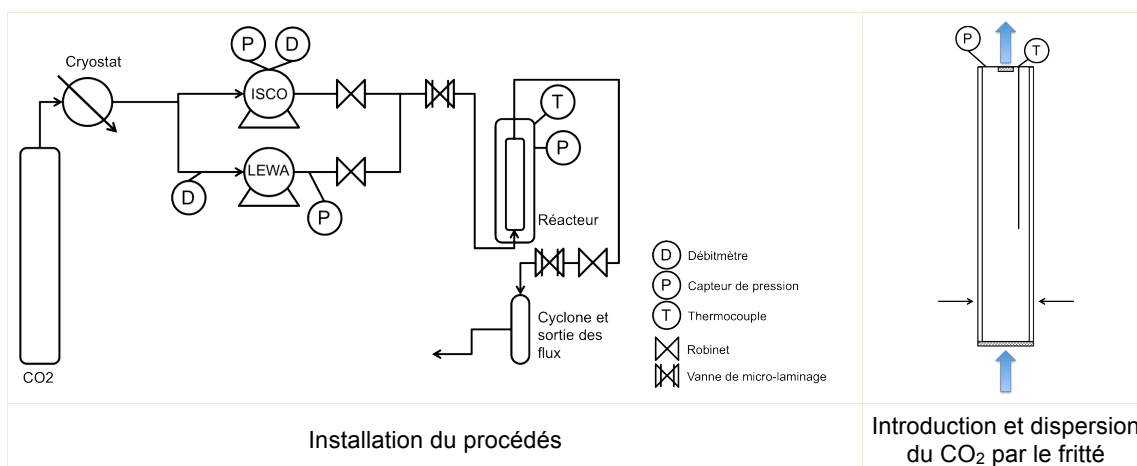 Cryostat
P
D
ISCO
LEWA
D
P
T
P
Réacteur
CO2
Cyclone et
sortie des
flux
D Débitmètre
P Capteur de pression
T Thermocouple
Robinet
Vanne de micro-laminage
P
T
Installation du procédés
Introduction et dispersion
du CO₂ par le fritté